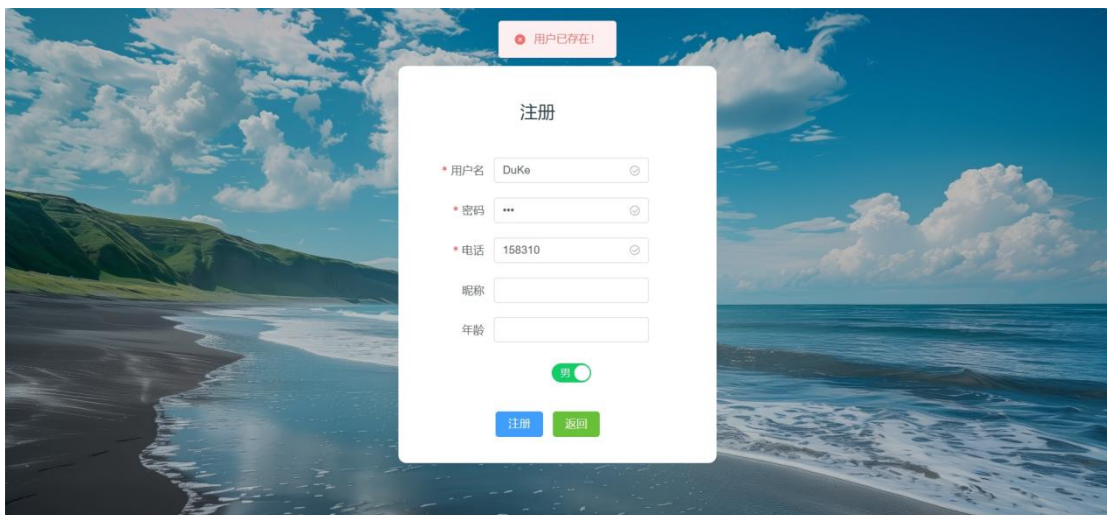 用户已存在!
注册
* 用户名 DuKe
* 密码 •••
* 电话 158310
昵称
年龄
男
注册 返回